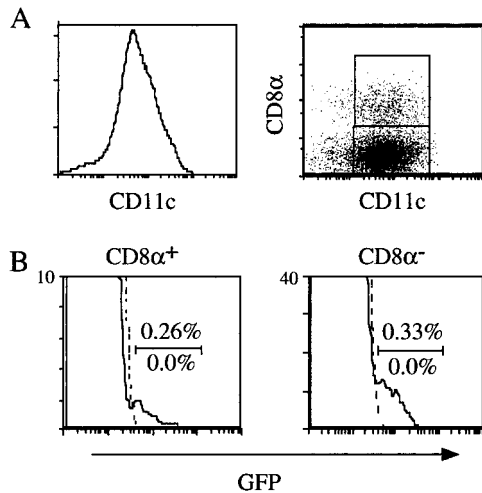 A
CD8α
CD11c
CD11c
B
CD8α+
CD8α-
10
0.26%
0.0%
40
0.33%
0.0%
GFP